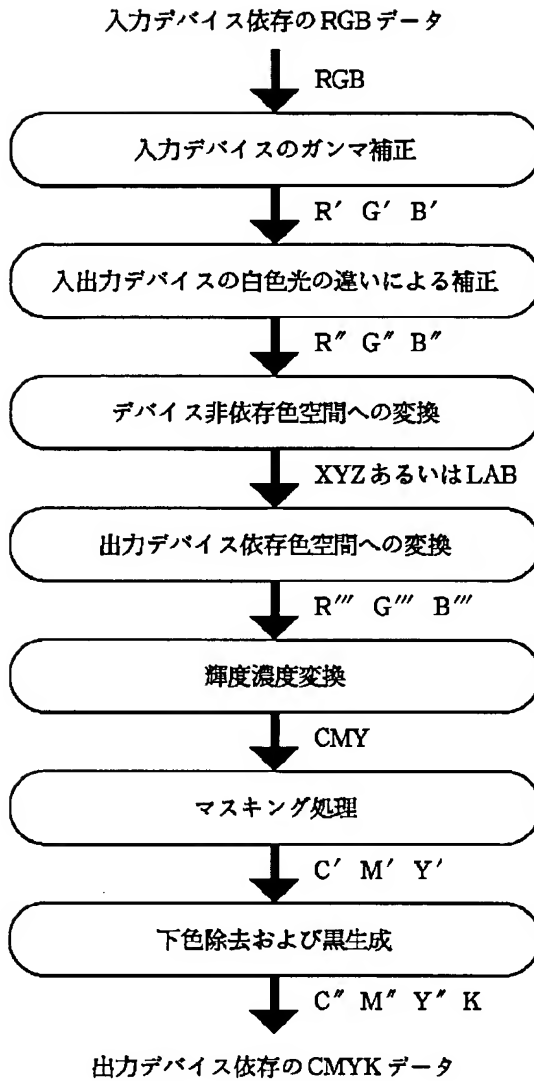 入力デバイス依存のRGBデータ
RGB
入力デバイスのガンマ補正
R′ G′ B′
入出力デバイスの白色光の違いによる補正
R″ G″ B″
デバイス非依存色空間への変換
XYZあるいはLAB
出力デバイス依存色空間への変換
R‴ G‴ B‴
輝度濃度変換
CMY
マスキング処理
C′ M′ Y′
下色除去および黒生成
C″ M″ Y″ K
出力デバイス依存のCMYKデータ